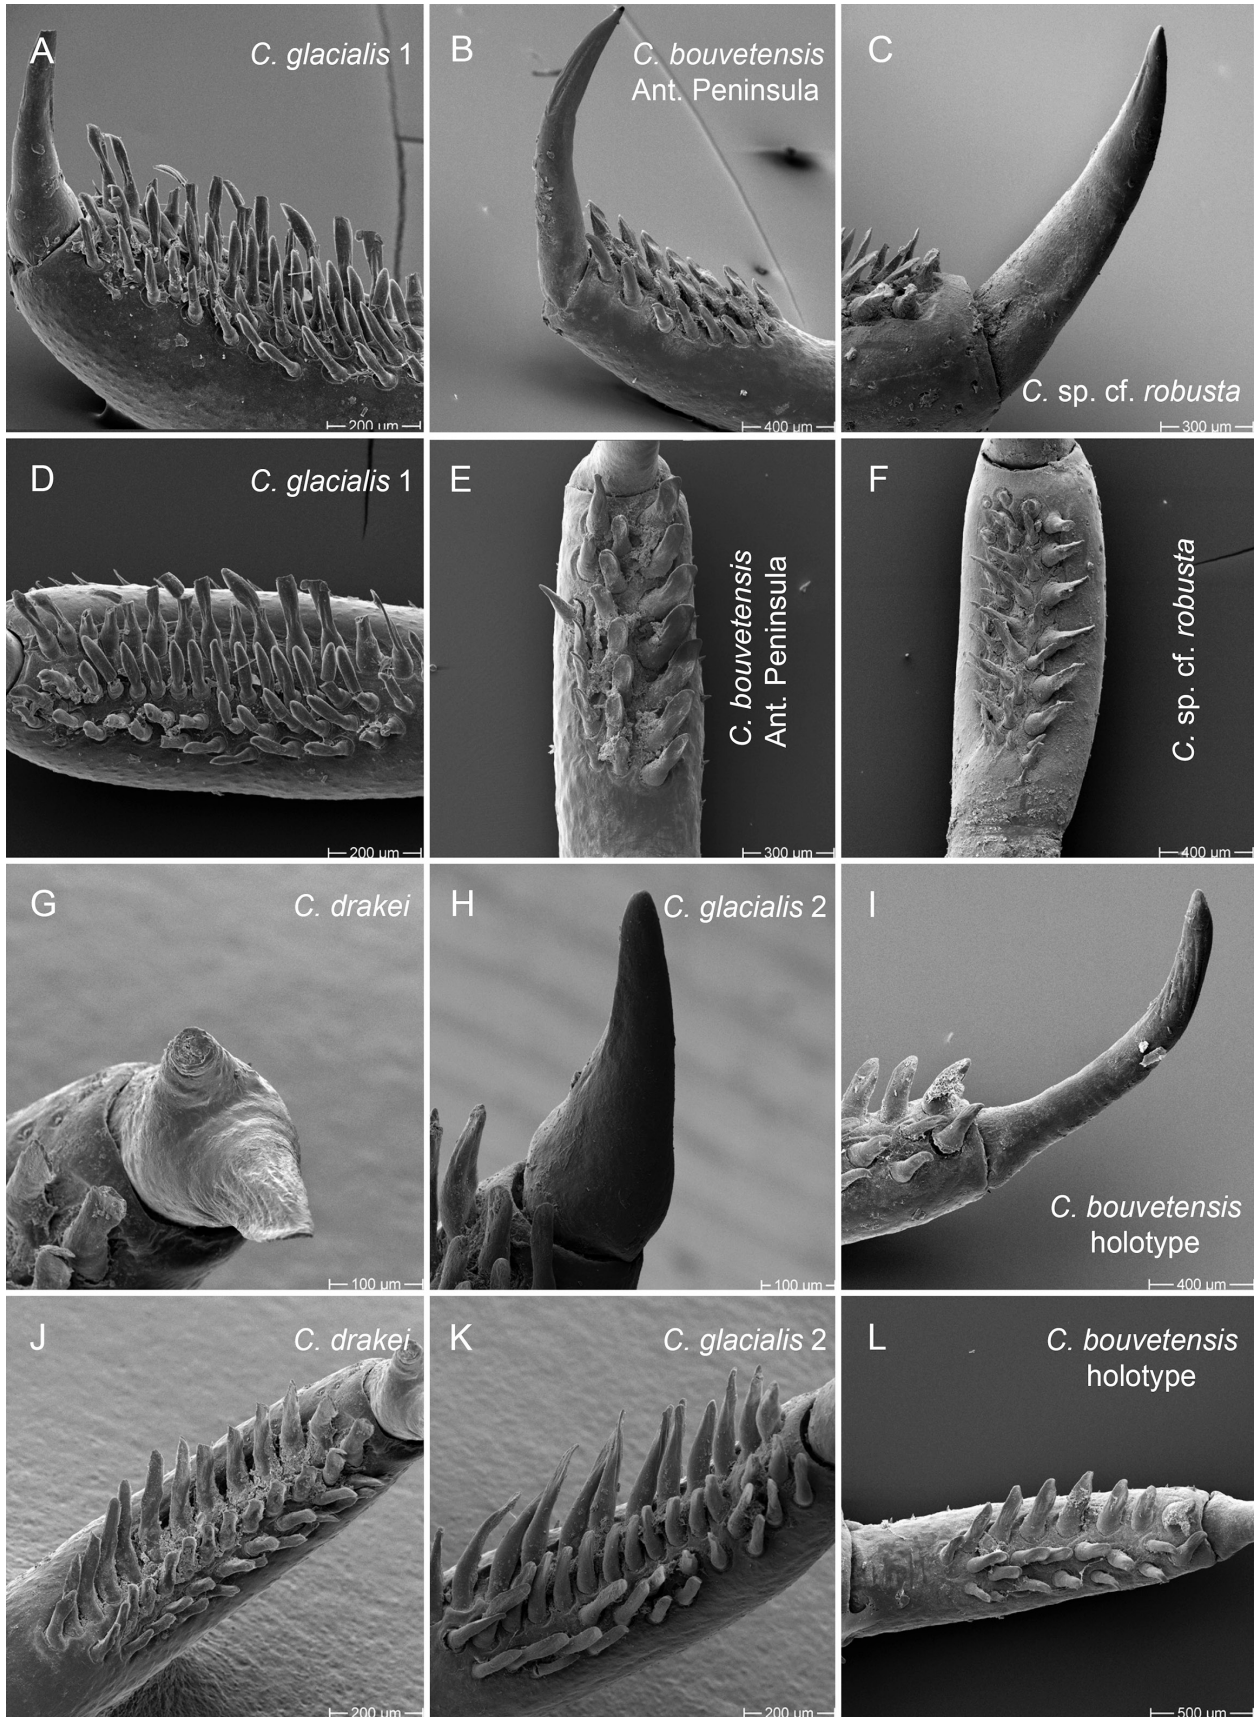 A
C. glacialis 1
200 µm
B
C. bouvetensis
Ant. Peninsula
400 µm
C
C. sp. cf. robusta
300 µm
D
C. glacialis 1
200 µm
E
C. bouvetensis
Ant. Peninsula
300 µm
F
C. sp. cf. robusta
400 µm
G
C. drakei
100 µm
H
C. glacialis 2
100 µm
I
C. bouvetensis
holotype
400 µm
J
C. drakei
200 µm
K
C. glacialis 2
200 µm
L
C. bouvetensis
holotype
500 µm